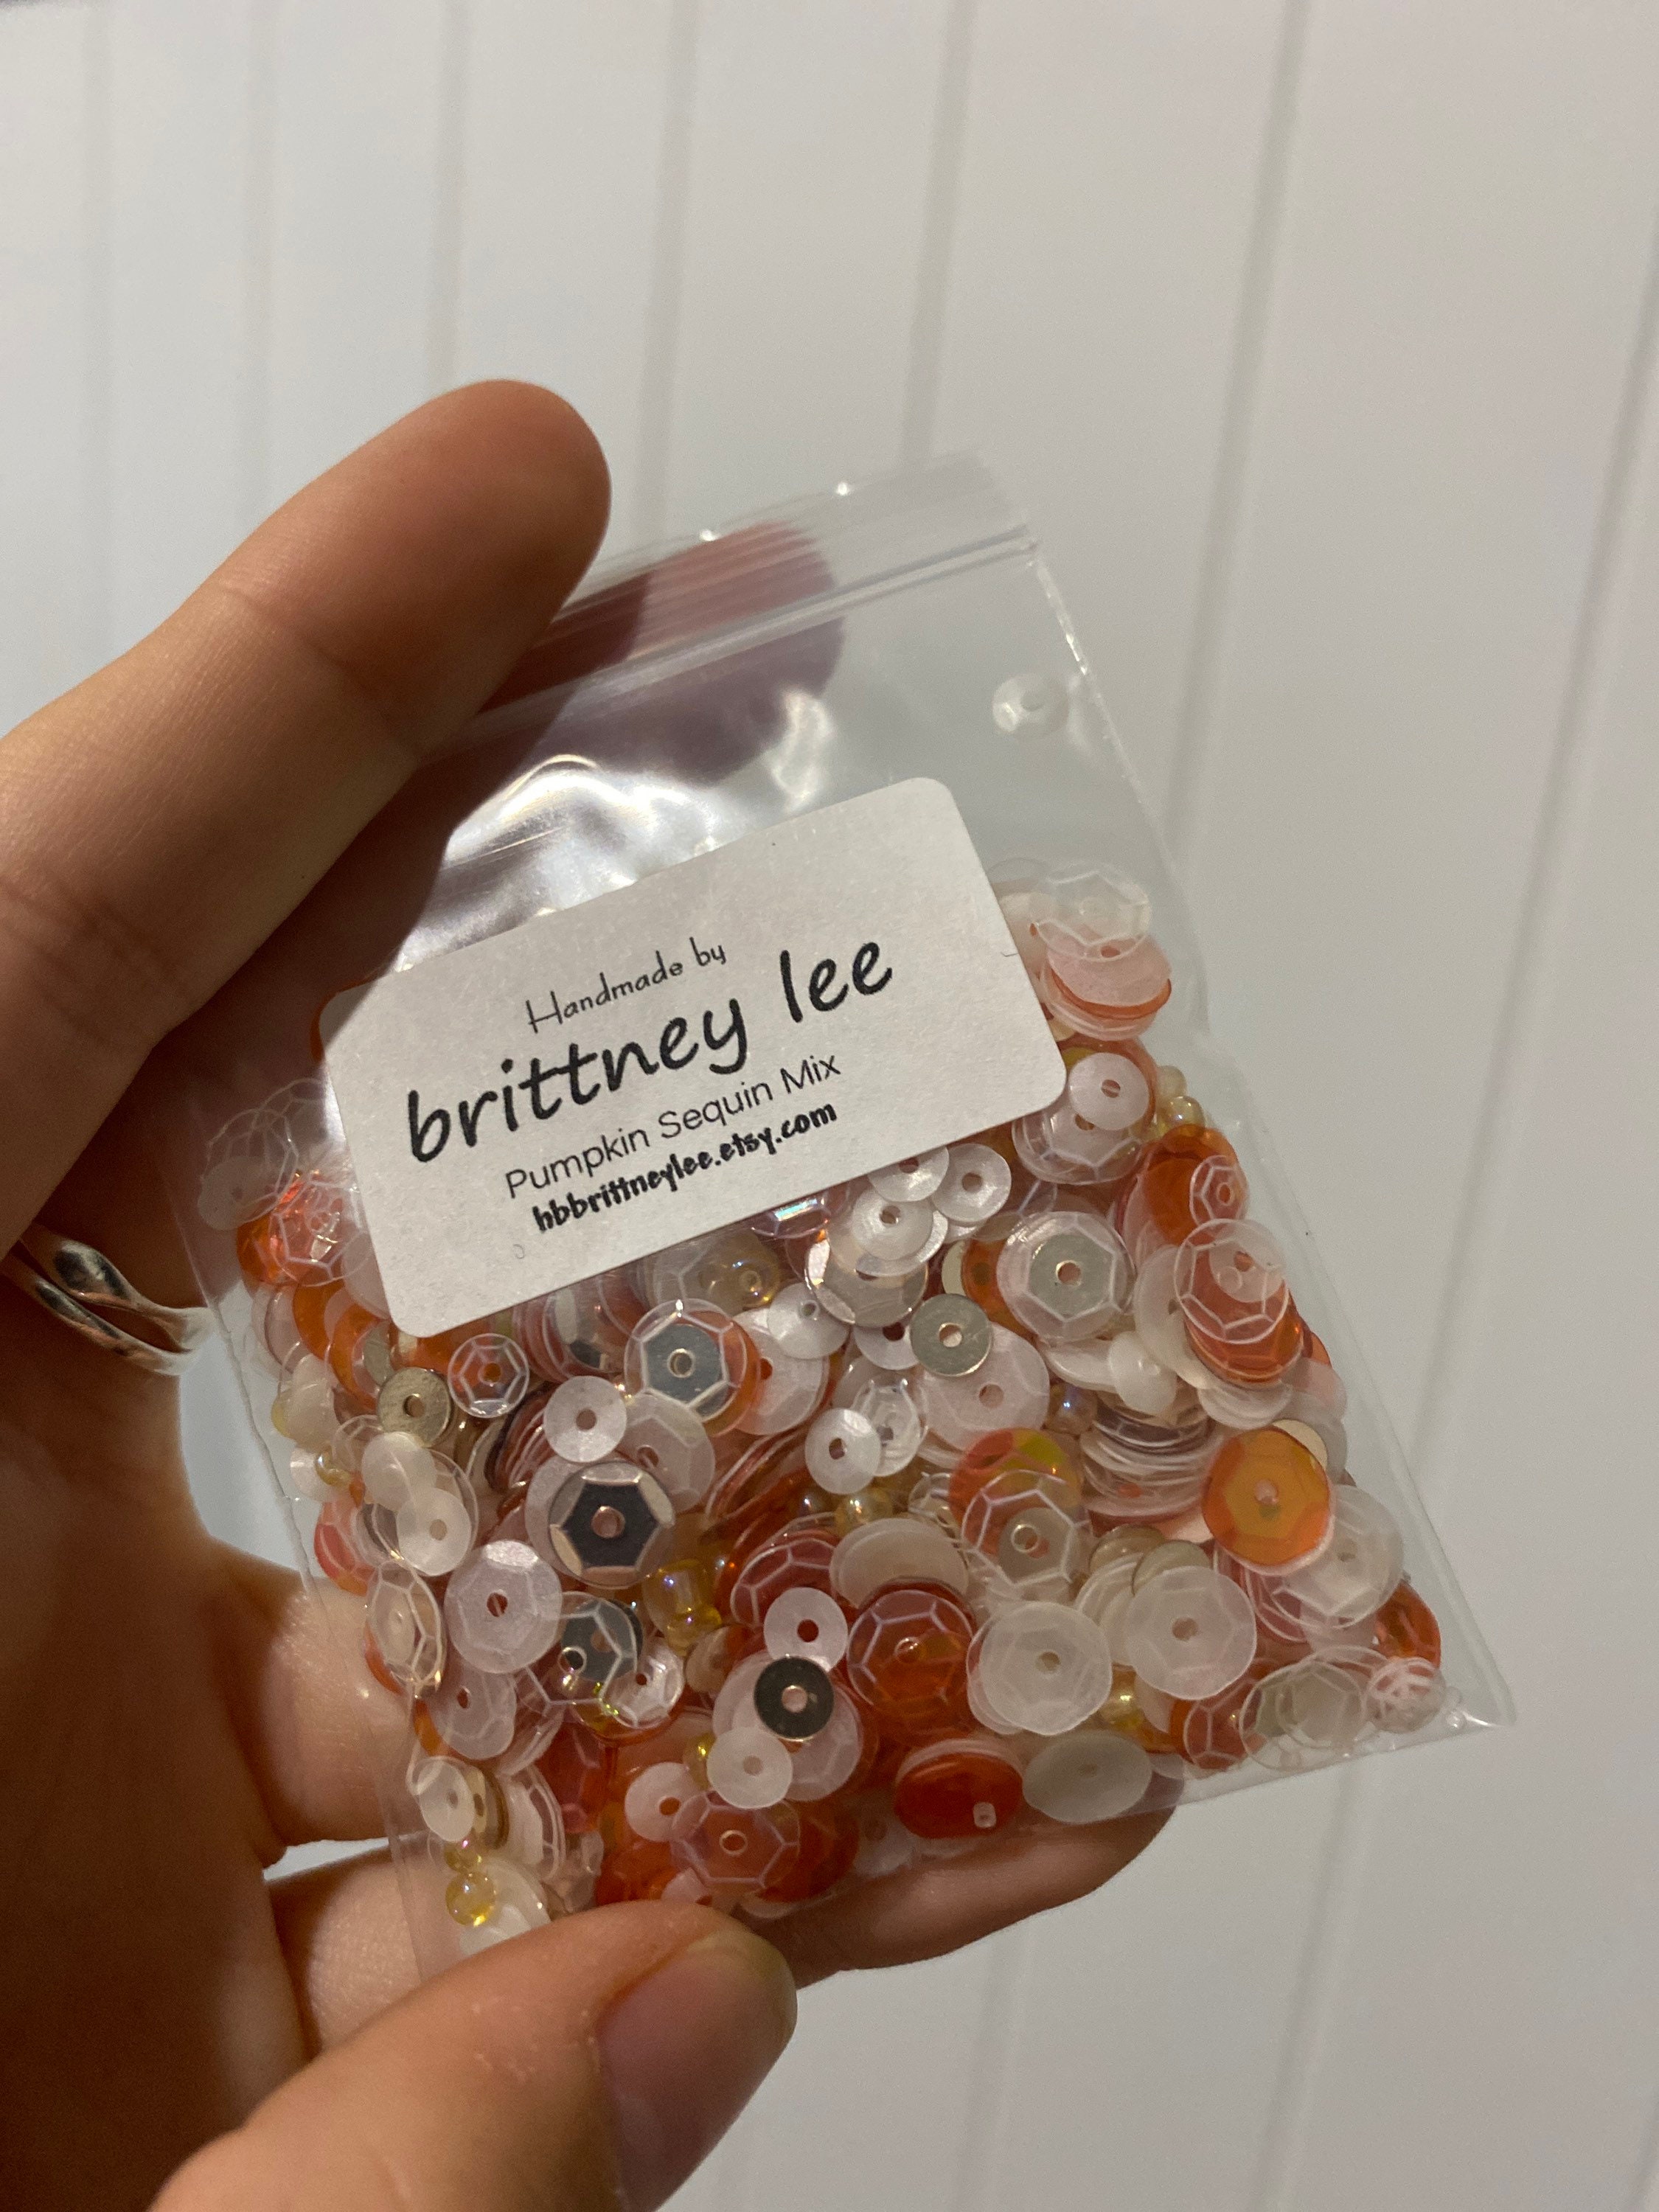 Handmade by
brittney lee
Pumpkin Sequin Mix
hbbrittneylee.etsy.com